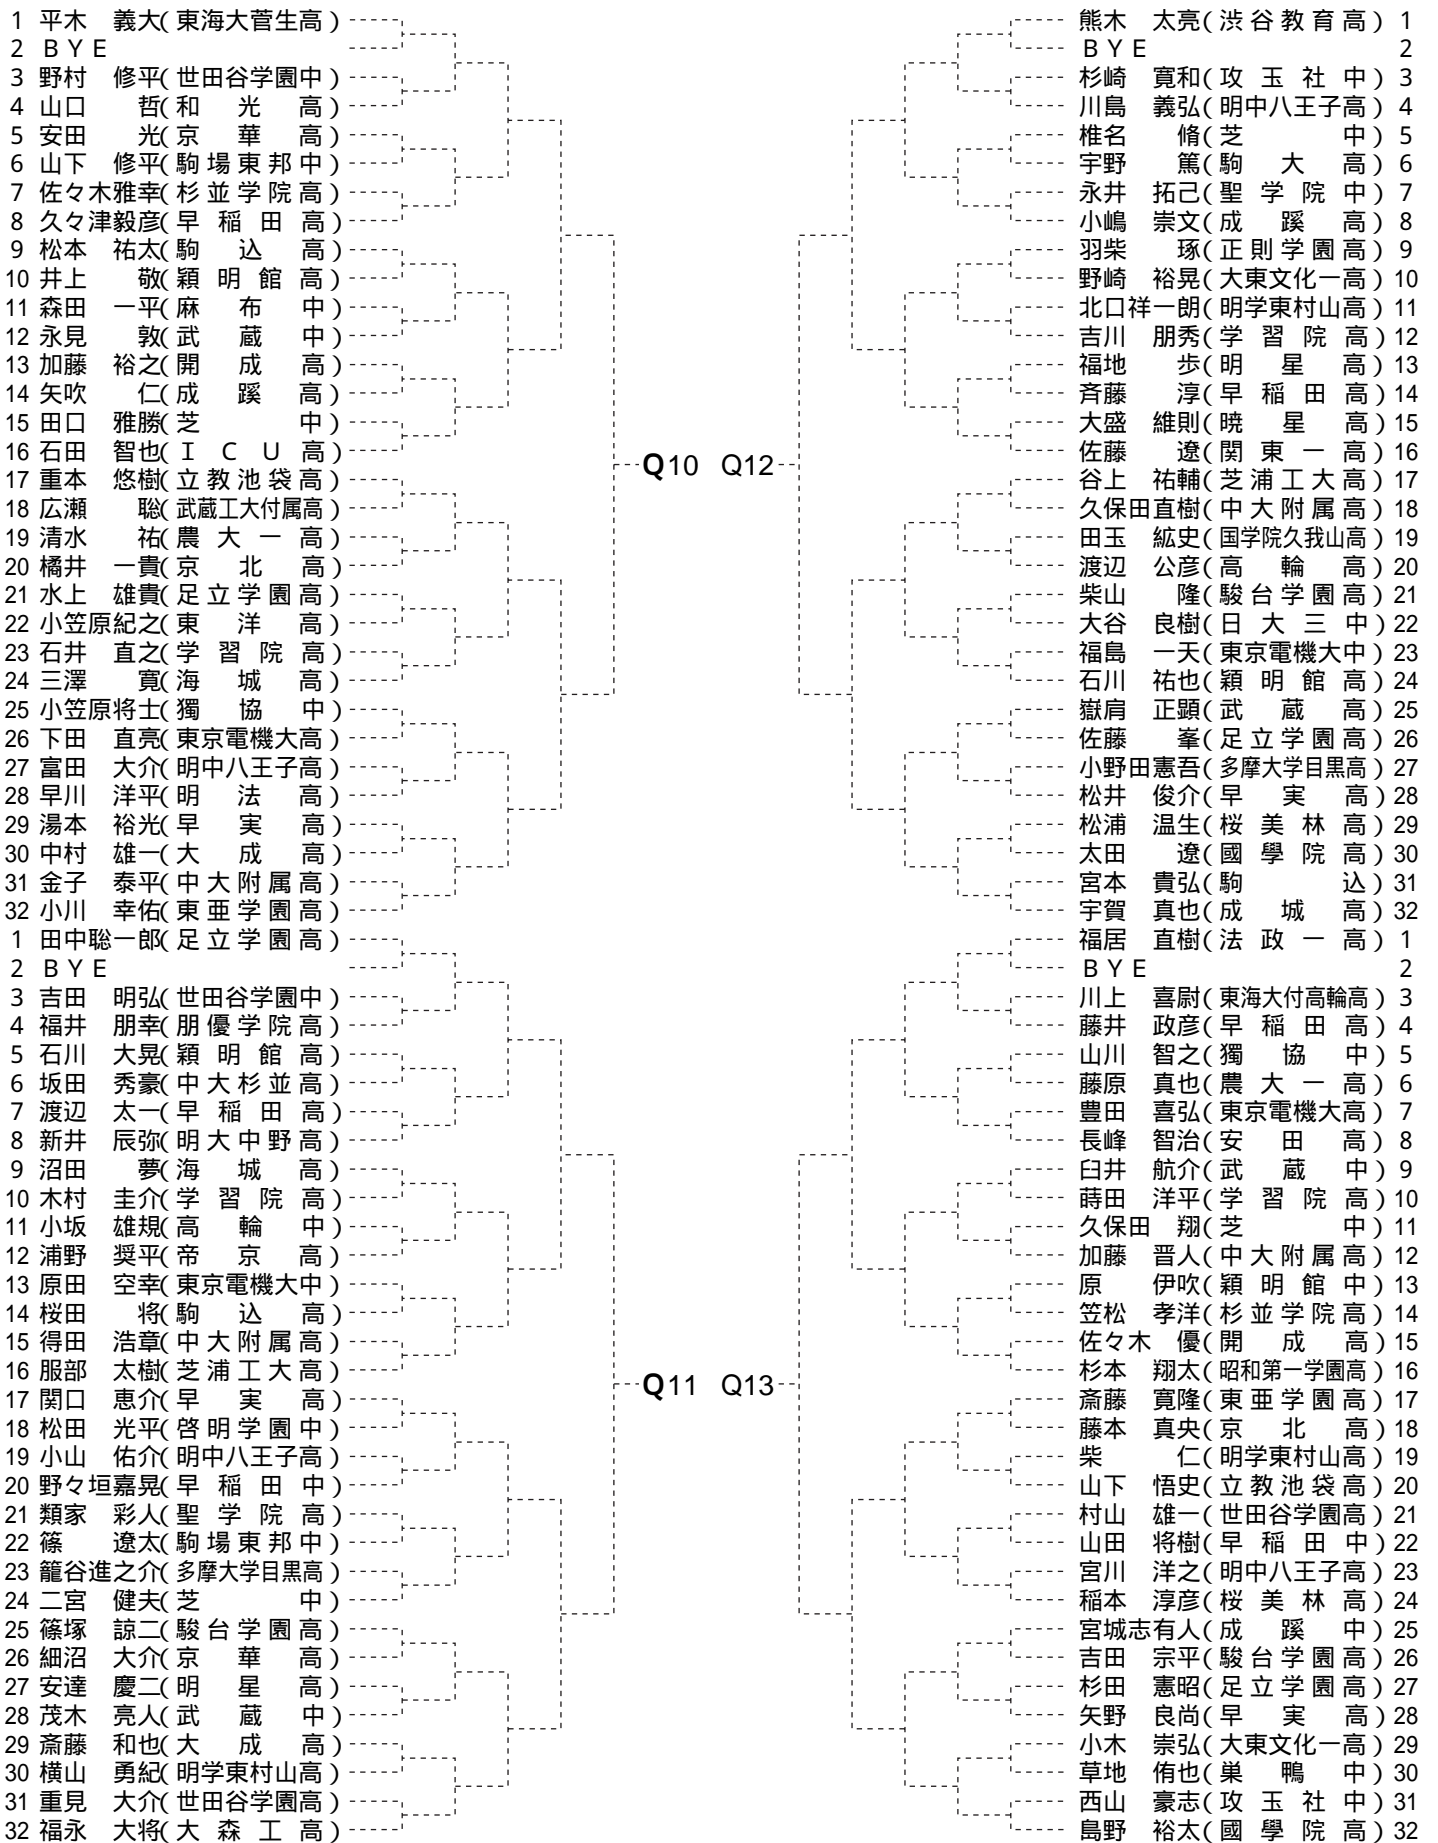 1 平木 義大(東海大菅生高)
2 BYE
3 野村 修平(世田谷学園中)
4 山口 哲(和光高)
5 安田 光(京華高)
6 山下 修平(駒場東邦中)
7 佐々木雅幸(杉並学院高)
8 久々津毅彦(早稲田高)
9 松本 祐太(駒込高)
10 井上 敬(穎明館高)
11 森田 一平(麻布中)
12 永見 敦(武蔵中)
13 加藤 裕之(開成高)
14 矢吹 仁(成蹊高)
15 田口 雅勝(芝中)
16 石田 智也(ICU高)
17 重本 悠樹(立教池袋高)
18 広瀬 聡(武蔵工大付属高)
19 清水 祐(農大一高)
20 橘井 一貴(京北高)
21 水上 雄貴(足立学園高)
22 小笠原紀之(東洋高)
23 石井 直之(学習院高)
24 三澤 寛(海城高)
25 小笠原将士(獨協中)
26 下田 直亮(東京電機大高)
27 富田 大介(明中八王子高)
28 早川 洋平(明法高)
29 湯本 裕光(早実高)
30 中村 雄一(大成高)
31 金子 泰平(中大附属高)
32 小川 幸佑(東亜学園高)
Q10
1 田中聡一郎(足立学園高)
2 BYE
3 吉田 明弘(世田谷学園中)
4 福井 朋幸(朋優学院高)
5 石川 大晃(穎明館高)
6 坂田 秀豪(中大杉並高)
7 渡辺 太一(早稲田高)
8 新井 辰弥(明大中野高)
9 沼田 夢(海城高)
10 木村 圭介(学習院高)
11 小坂 雄規(高輪中)
12 浦野 奨平(帝京高)
13 原田 空幸(東京電機大中)
14 桜田 将(駒込高)
15 得田 浩章(中大附属高)
16 服部 太樹(芝浦工大高)
17 関口 恵介(早実高)
18 松田 光平(啓明学園中)
19 小山 佑介(明中八王子高)
20 野々垣嘉晃(早稲田中)
21 類家 彩人(聖学院高)
22 篠 遼太(駒場東邦中)
23 籠谷進之介(多摩大学目黒高)
24 二宮 健夫(芝中)
25 篠塚 諒二(駿台学園高)
26 細沼 大介(京華高)
27 安達 慶二(明星高)
28 茂木 亮人(武蔵中)
29 斎藤 和也(大成高)
30 横山 勇紀(明学東村山高)
31 重見 大介(世田谷学園高)
32 福永 大将(大森工高)
Q11
熊木 太亮(渋谷教育高) 1
BYE 2
杉崎 寛和(攻玉社中) 3
川島 義弘(明中八王子高) 4
椎名 脩(芝中) 5
宇野 篤(駒大高) 6
永井 拓己(聖学院中) 7
小嶋 崇文(成蹊高) 8
羽柴 琢(正則学園高) 9
野崎 裕晃(大東文化一高) 10
北口祥一朗(明学東村山高) 11
吉川 朋秀(学習院高) 12
福地 歩(明星高) 13
斉藤 淳(早稲田高) 14
大盛 維則(暁星高) 15
佐藤 遼(関東一高) 16
谷上 祐輔(芝浦工大高) 17
久保田直樹(中大附属高) 18
田玉 絋史(国学院久我山高) 19
渡辺 公彦(高輪高) 20
柴山 隆(駿台学園高) 21
大谷 良樹(日大三中) 22
福島 一天(東京電機大中) 23
石川 祐也(穎明館高) 24
嶽肩 正顕(武蔵高) 25
佐藤 峯(足立学園高) 26
小野田憲吾(多摩大学目黒高) 27
松井 俊介(早実高) 28
松浦 温生(桜美林高) 29
太田 遼(國學院高) 30
宮本 貴弘(駒込) 31
宇賀 真也(成城高) 32
Q12
福居 直樹(法政一高) 1
BYE 2
川上 喜尉(東海大付高輪高) 3
藤井 政彦(早稲田高) 4
山川 智之(獨協中) 5
藤原 真也(農大一高) 6
豊田 喜弘(東京電機大高) 7
長峰 智治(安田高) 8
臼井 航介(武蔵中) 9
蒔田 洋平(学習院高) 10
久保田 翔(芝中) 11
加藤 晋人(中大附属高) 12
原 伊吹(穎明館中) 13
笠松 孝洋(杉並学院高) 14
佐々木 優(開成高) 15
杉本 翔太(昭和第一学園高) 16
斎藤 寛隆(東亜学園高) 17
藤本 真央(京北高) 18
柴 仁(明学東村山高) 19
山下 悟史(立教池袋高) 20
村山 雄一(世田谷学園高) 21
山田 将樹(早稲田中) 22
宮川 洋之(明中八王子高) 23
稲本 淳彦(桜美林高) 24
宮城志有人(成蹊中) 25
吉田 宗平(駿台学園高) 26
杉田 憲昭(足立学園高) 27
矢野 良尚(早実高) 28
小木 崇弘(大東文化一高) 29
草地 侑也(巣鴨中) 30
西山 豪志(攻玉社中) 31
島野 裕太(國學院高) 32
Q13